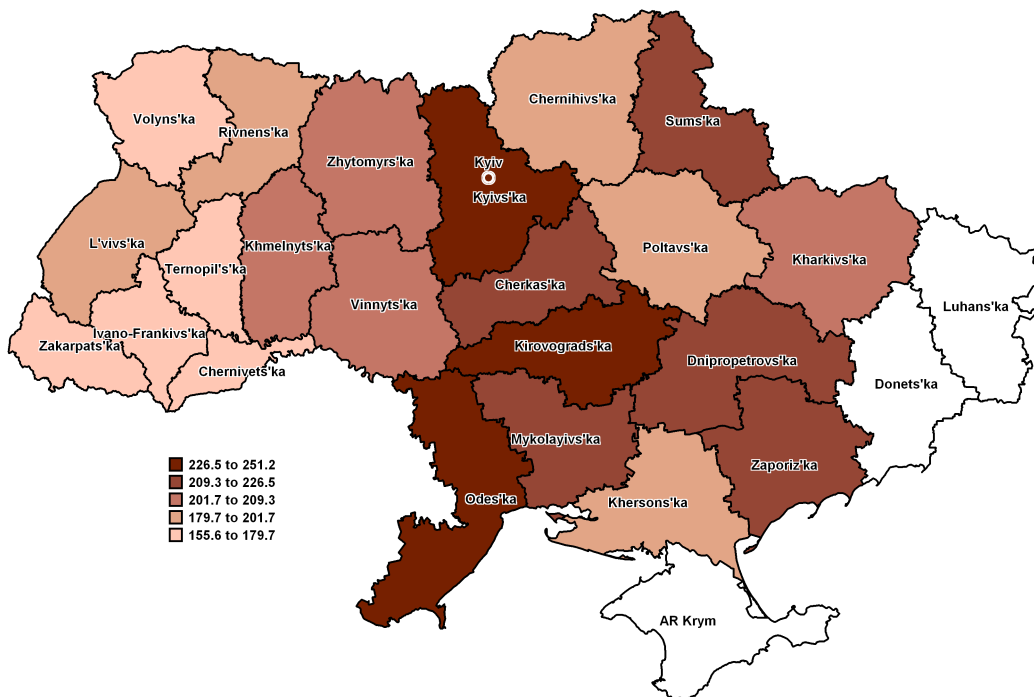 Chernihivs'ka
Volyns'ka
Sums'ka
Rivnens'ka
Zhytomyrs'ka
Kyiv
Kyivs'ka
L'vivs'ka
Khmelnyts'ka
Poltavs'ka
Kharkivs'ka
Ternopil's'ka
Cherkas'ka
Vinnyts'ka
Luhans'ka
Ivano-Frankivs'ka
Zakarpats'ka
Kirovograds'ka
Dnipropetrovs'ka
Chernivets'ka
Donets'ka
Mykolayivs'ka
Zaporiz'ka
Odes'ka
Khersons'ka
AR Krym
226.5 to 251.2
209.3 to 226.5
201.7 to 209.3
179.7 to 201.7
155.6 to 179.7